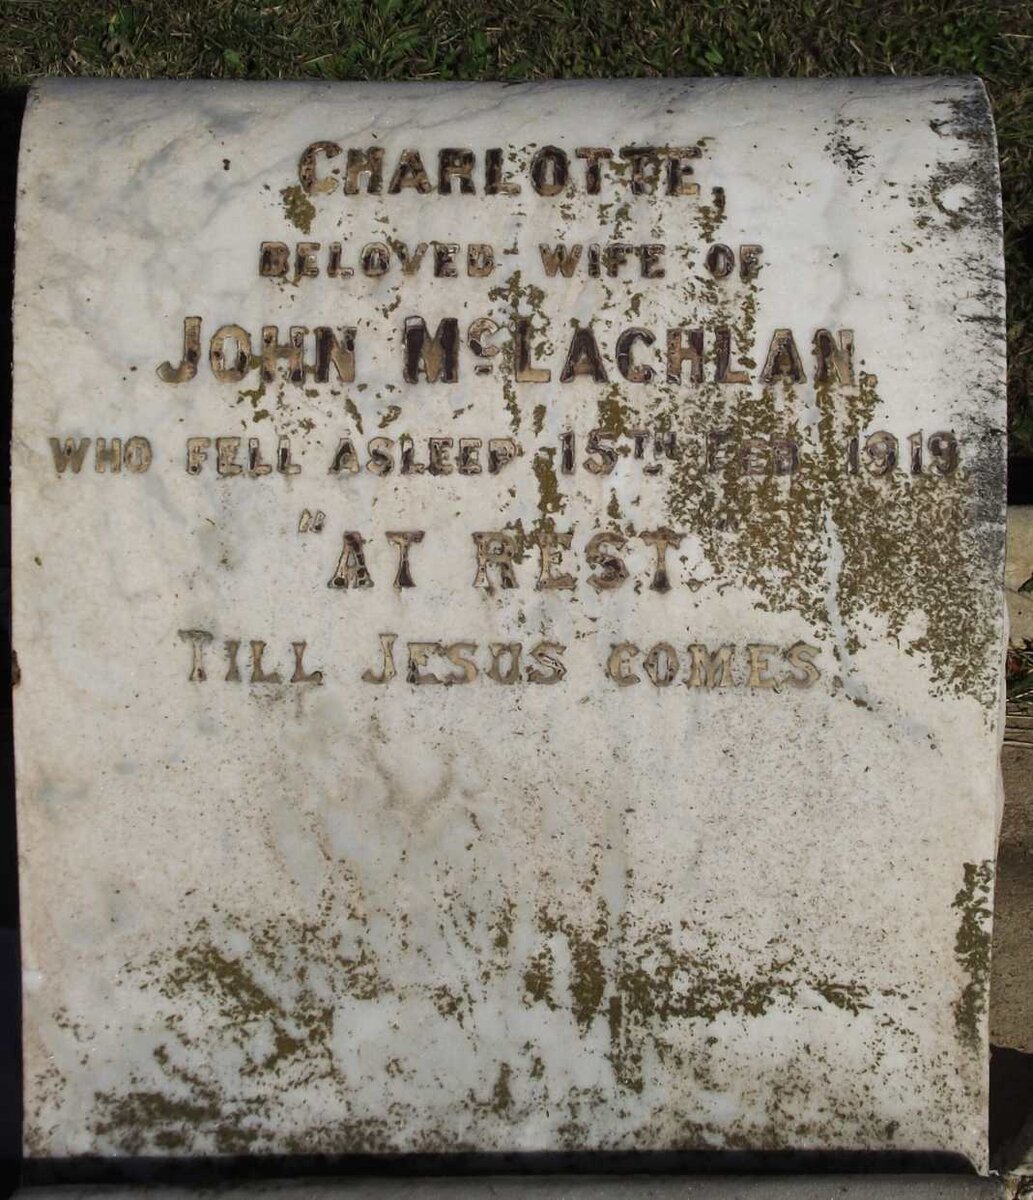 CHARLOTTE,
BELOVED WIFE OF
JOHN McLACHLAN.
WHO FELL ASLEEP 15TH FEB. 1919
"AT REST."
TILL JESUS COMES.